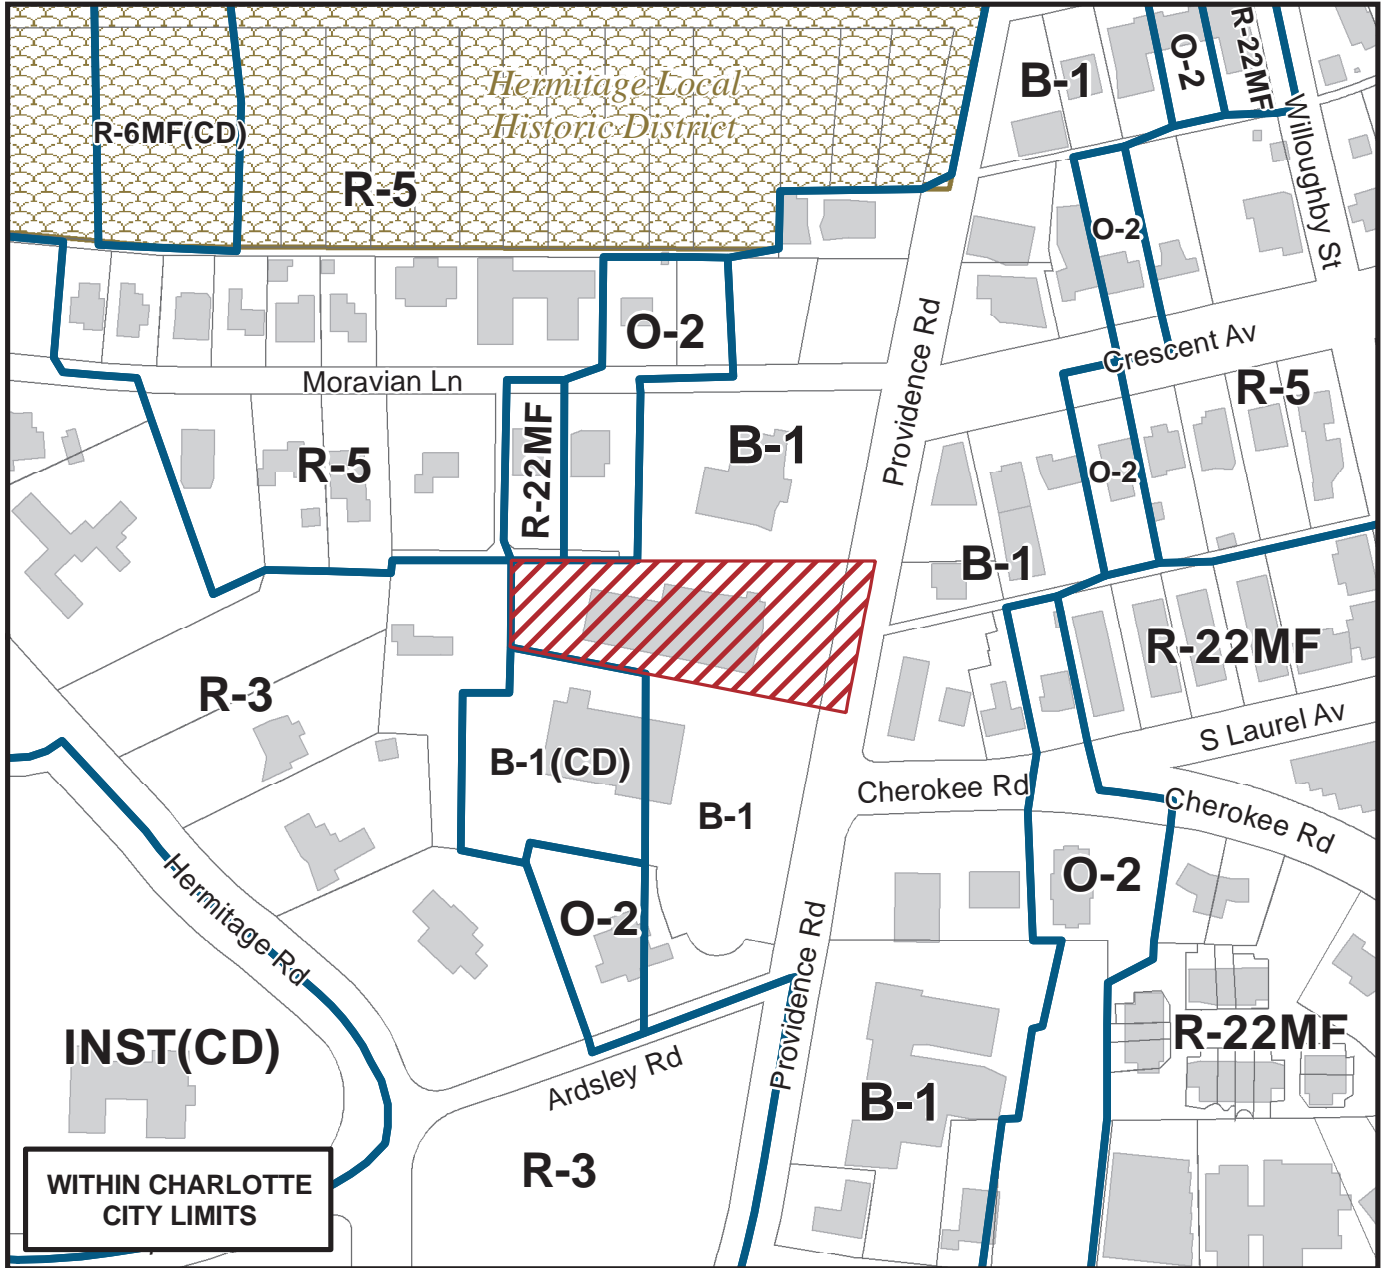 R-22MF
O-2
B-1
Hermitage Local
Historic District
R-6MF(CD)
R-5
Willoughby St
O-2
O-2
Providence Rd
Crescent Av
Moravian Ln
R-5
R-22MF
B-1
R-5
O-2
B-1
R-22MF
R-3
S Laurel Av
B-1(CD)
B-1
Cherokee Rd
Cherokee Rd
O-2
O-2
Hermitage Rd
Providence Rd
INST(CD)
R-22MF
Ardsley Rd
B-1
R-3
WITHIN CHARLOTTE
CITY LIMITS